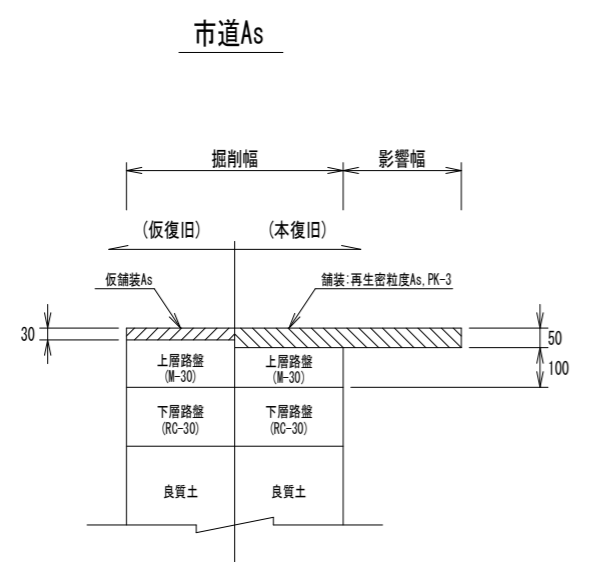 市道As
掘削幅
影響幅
(仮復旧)
(本復旧)
仮舗装As
舗装:再生密粒度As,PK-3
30
50
上層路盤
(M-30)
上層路盤
(M-30)
100
下層路盤
(RC-30)
下層路盤
(RC-30)
良質土
良質土